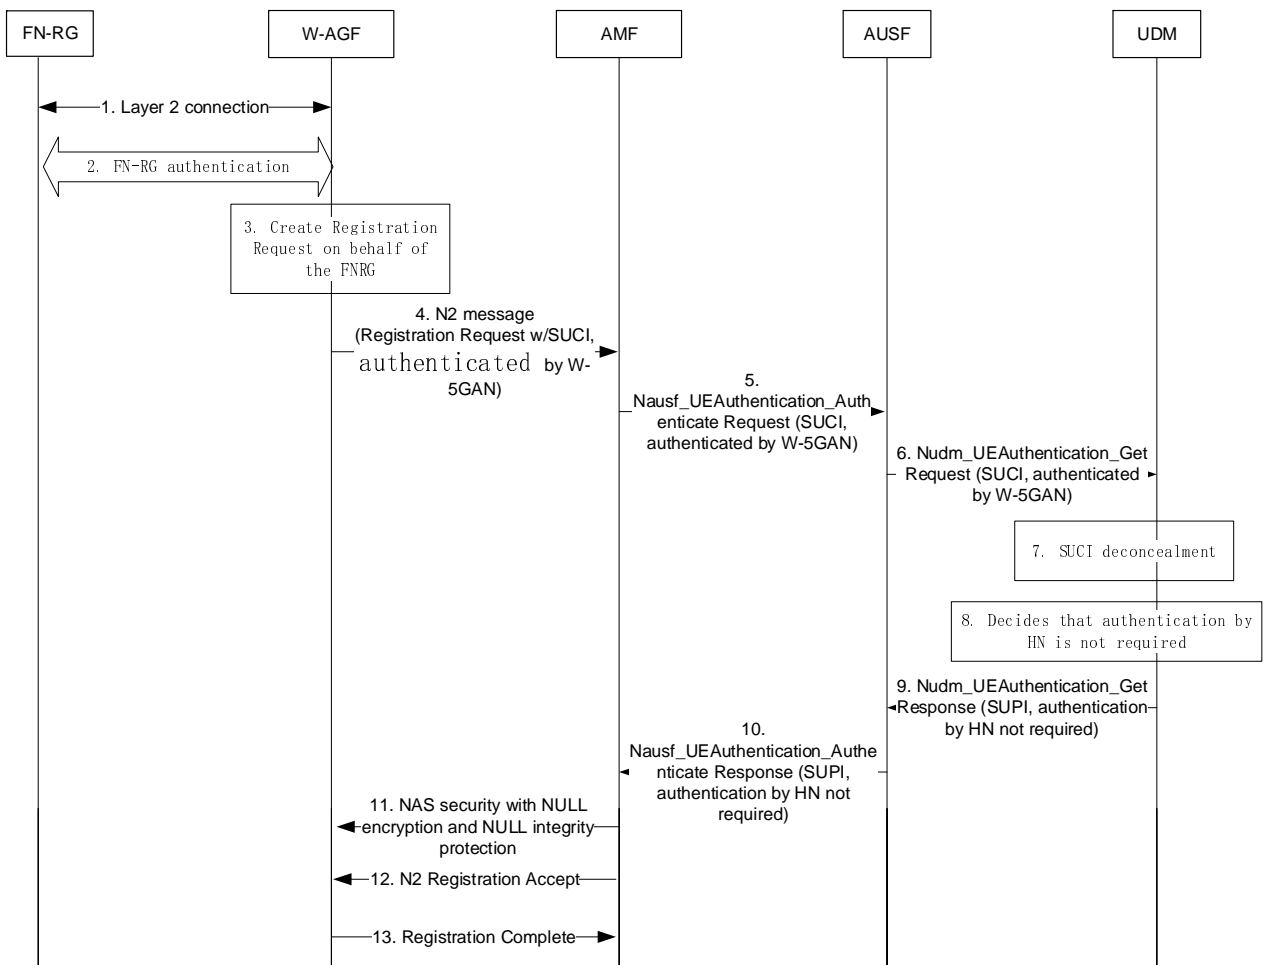 FN-RG
W-AGF
AMF
AUSF
UDM
1. Layer 2 connection
2. FN-RG authentication
3. Create Registration
Request on behalf of
the FNRG
4. N2 message
(Registration Request w/SUCI,
authenticated by W-
5GAN)
5.
Nausf_UEAuthentication_Auth
enticate Request (SUCI,
authenticated by W-5GAN)
6. Nudm_UEAuthentication_Get
Request (SUCI, authenticated
by W-5GAN)
7. SUCI deconcealment
8. Decides that authentication by
HN is not required
9. Nudm_UEAuthentication_Get
Response (SUPI, authentication
by HN not required)
10.
Nausf_UEAuthentication_Authe
nticate Response (SUPI,
authentication by HN not
required)
11. NAS security with NULL
encryption and NULL integrity
protection
12. N2 Registration Accept
13. Registration Complete